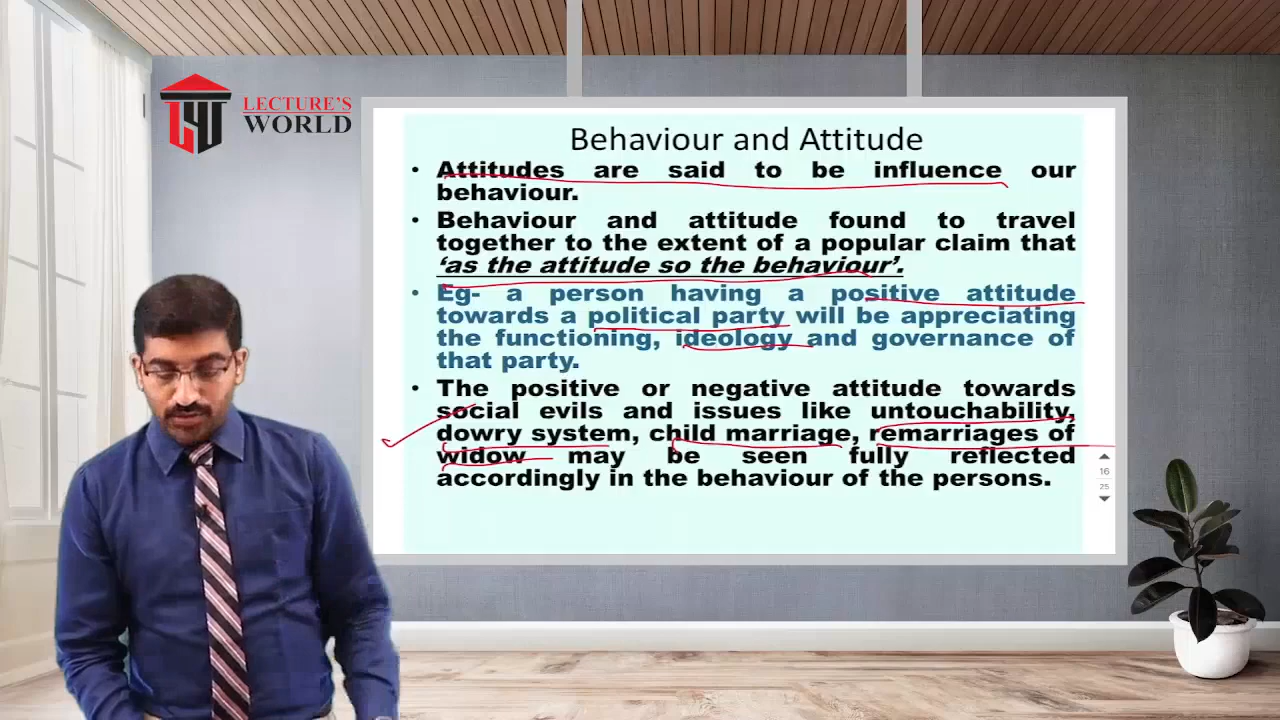 LECTURE'S
WORLD
Behaviour and Attitude
• Attitudes are said to be influence our
behaviour.
• Behaviour and attitude found to travel
together to the extent of a popular claim that
‘as the attitude so the behaviour’.
• Eg- a person having a positive attitude
towards a political party will be appreciating
the functioning, ideology and governance of
that party.
• The positive or negative attitude towards
social evils and issues like untouchability,
dowry system, child marriage, remarriages of
widow may be seen fully reflected
accordingly in the behaviour of the persons.
16
25